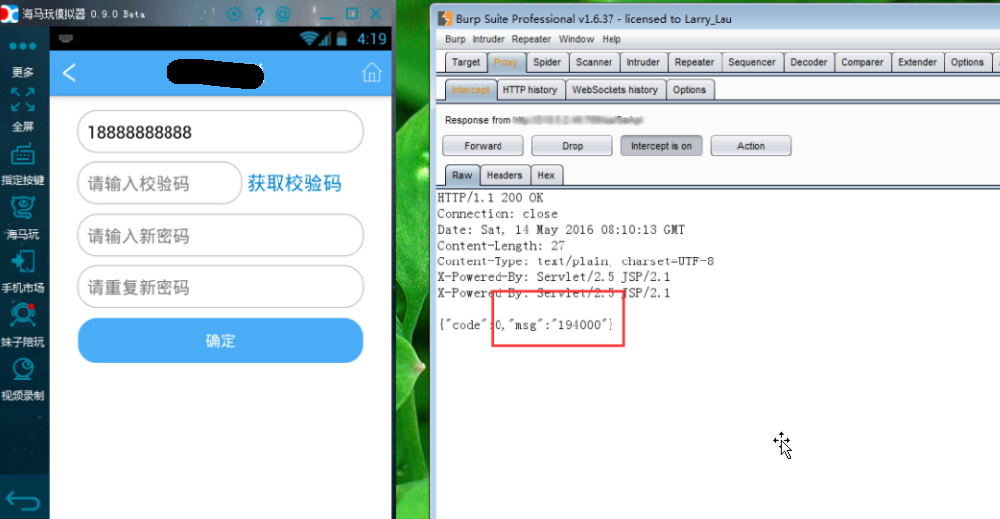 海马玩模拟器 0.9.0 Beta
4:19
更多
全屏
指定按键
海马玩
手机市场
妹子陪玩
视频录制
18888888888
请输入校验码 获取校验码
请输入新密码
请重复新密码
确定
Burp Suite Professional v1.6.37 - licensed to Larry_Lau
Burp Intruder Repeater Window Help
Target Proxy Spider Scanner Intruder Repeater Sequencer Decoder Comparer Extender Options
Intercept HTTP history WebSockets history Options
Response from
Forward Drop Intercept is on Action
Raw Headers Hex
HTTP/1.1 200 OK
Connection: close
Date: Sat, 14 May 2016 08:10:13 GMT
Content-Length: 27
Content-Type: text/plain; charset=UTF-8
X-Powered-By: Servlet/2.5 JSP/2.1
X-Powered-By: Servlet/2.5 JSP/2.1
{"code":0,"msg":"194000"}